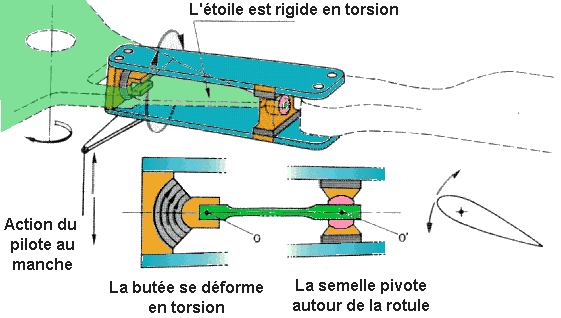 L'étoile est rigide en torsion
Action du
pilote au
manche
O
O'
La butée se déforme
en torsion
La semelle pivote
autour de la rotule